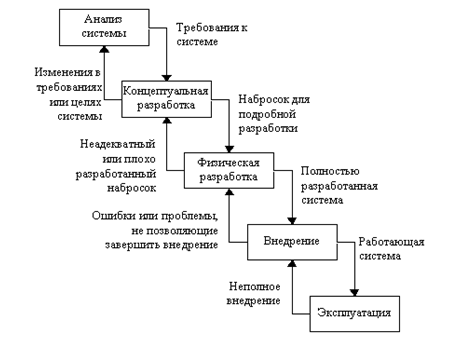 Анализ
системы
Требования к
системе
Изменения в
требованиях
или целях
системы
Концептуальная
разработка
Набросок для
подробной
разработки
Неадекватный
или плохо
разработанный
набросок
Физическая
разработка
Полностью
разработанная
система
Ошибки или проблемы,
не позволяющие
завершить внедрение
Внедрение
Работающая
система
Неполное
внедрение
Эксплуатация